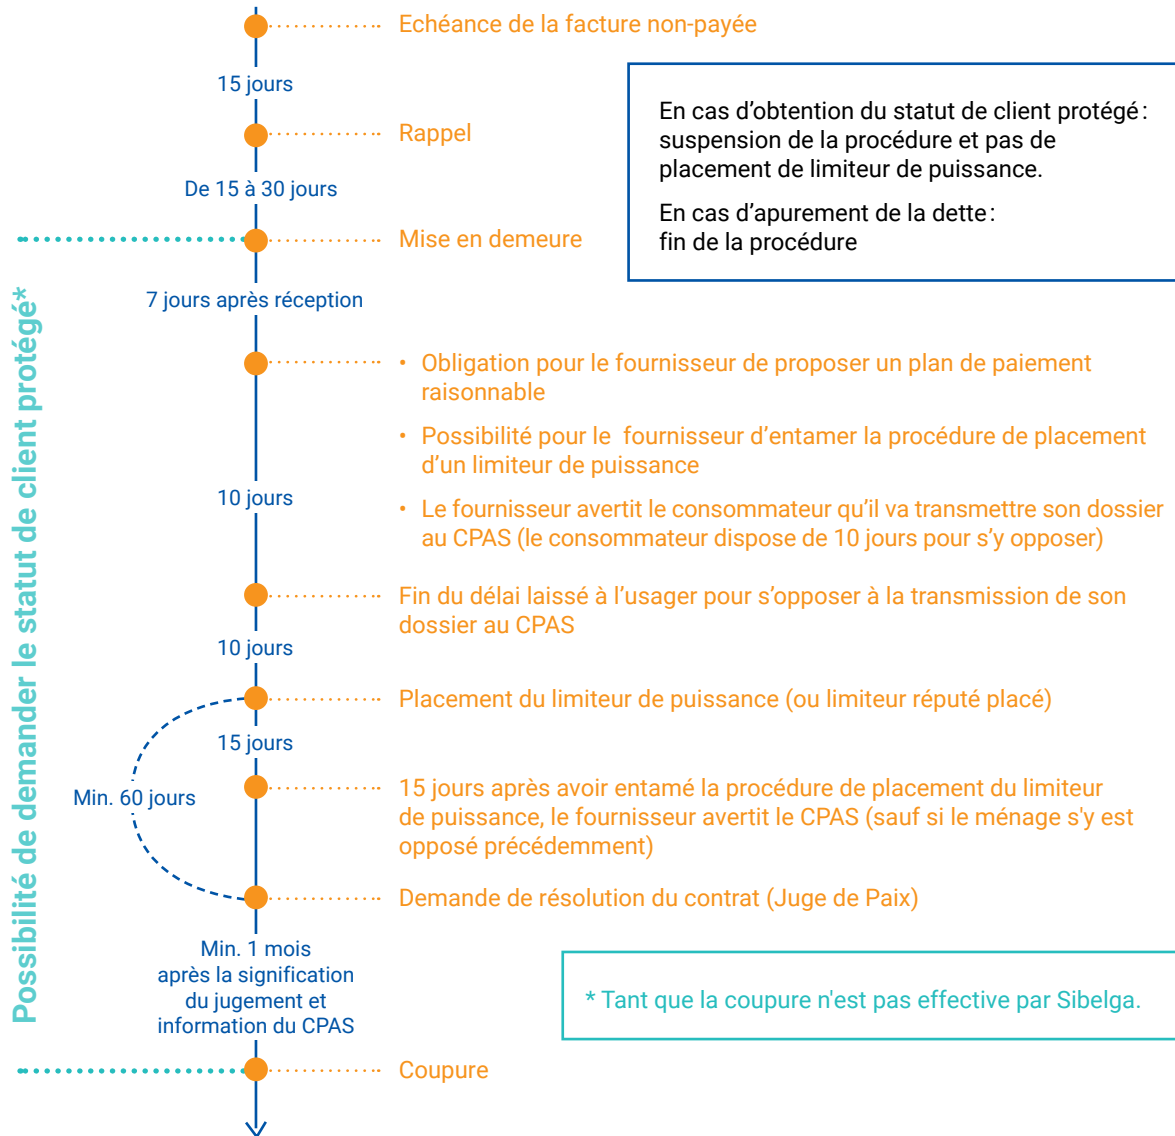 Echéance de la facture non-payée
15 jours
En cas d'obtention du statut de client protégé :
suspension de la procédure et pas de
placement de limiteur de puissance.
En cas d'apurement de la dette :
fin de la procédure
Rappel
De 15 à 30 jours
Mise en demeure
7 jours après réception
Possibilité de demander le statut de client protégé*
• Obligation pour le fournisseur de proposer un plan de paiement
raisonnable
• Possibilité pour le fournisseur d'entamer la procédure de placement
d'un limiteur de puissance
10 jours
• Le fournisseur avertit le consommateur qu'il va transmettre son dossier
au CPAS (le consommateur dispose de 10 jours pour s'y opposer)
Fin du délai laissé à l'usager pour s'opposer à la transmission de son
dossier au CPAS
10 jours
Placement du limiteur de puissance (ou limiteur réputé placé)
15 jours
Min. 60 jours
15 jours après avoir entamé la procédure de placement du limiteur
de puissance, le fournisseur avertit le CPAS (sauf si le ménage s'y est
opposé précédemment)
Demande de résolution du contrat (Juge de Paix)
Min. 1 mois
après la signification
du jugement et
information du CPAS
* Tant que la coupure n'est pas effective par Sibelga.
Coupure